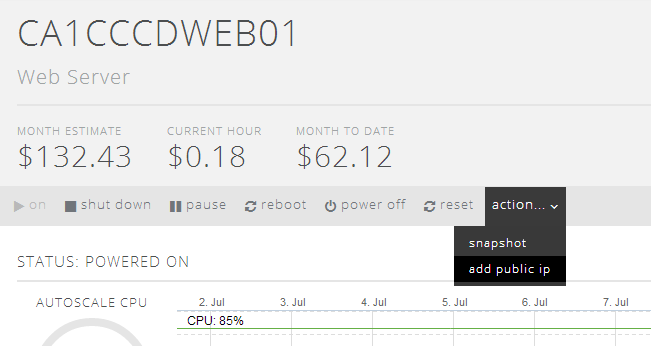 CA1CCCDWEB01
Web Server
MONTH ESTIMATE CURRENT HOUR MONTH TO DATE
$132.43 $0.18 $62.12
on shut down pause reboot power off reset action...
snapshot
add public ip
STATUS: POWERED ON
AUTOSCALE CPU
2. Jul 3. Jul 4. Jul 5. Jul 6. Jul 7. Jul
CPU: 85%